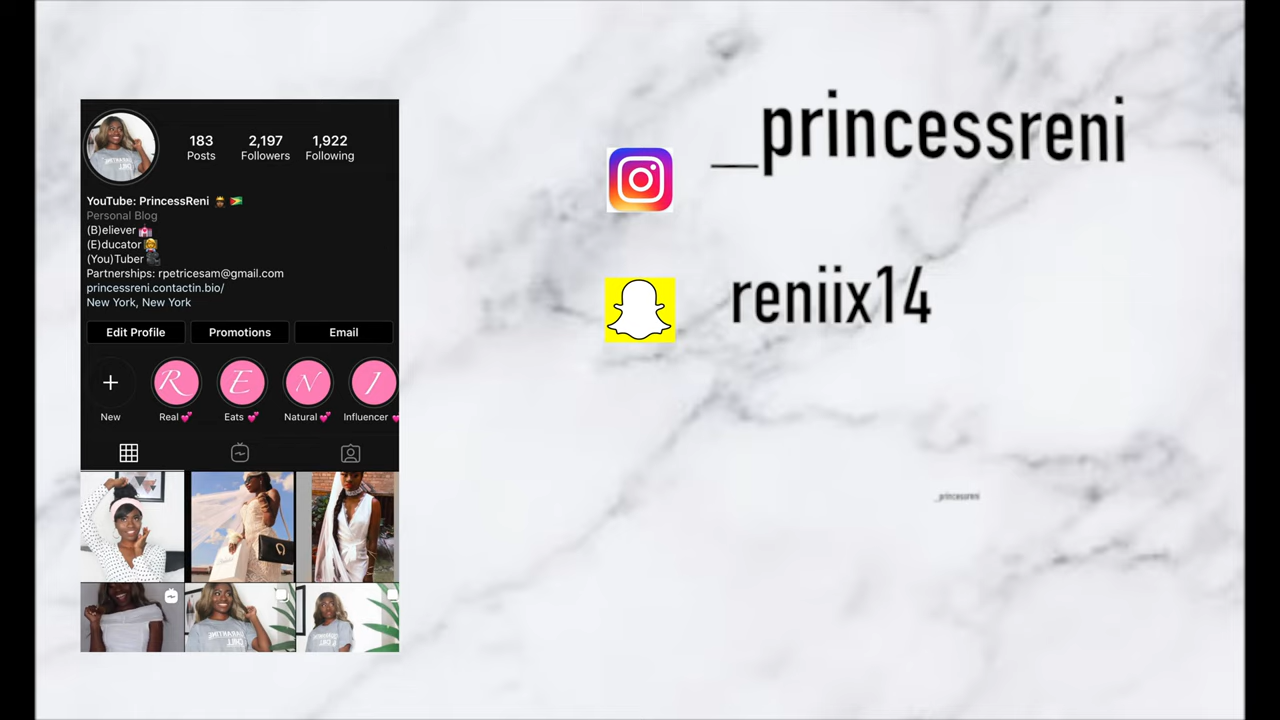 183 2,197 1,922
Posts Followers Following
YouTube: PrincessReni
Personal Blog
(B)eliever
(E)ducator
(You)Tuber
Partnerships: rpetricesam@gmail.com
princessreni.contactin.bio/
New York, New York
Edit Profile Promotions Email
R E N I
New Real Eats Natural Influencer
__princessreni
reniix14
_princessreni